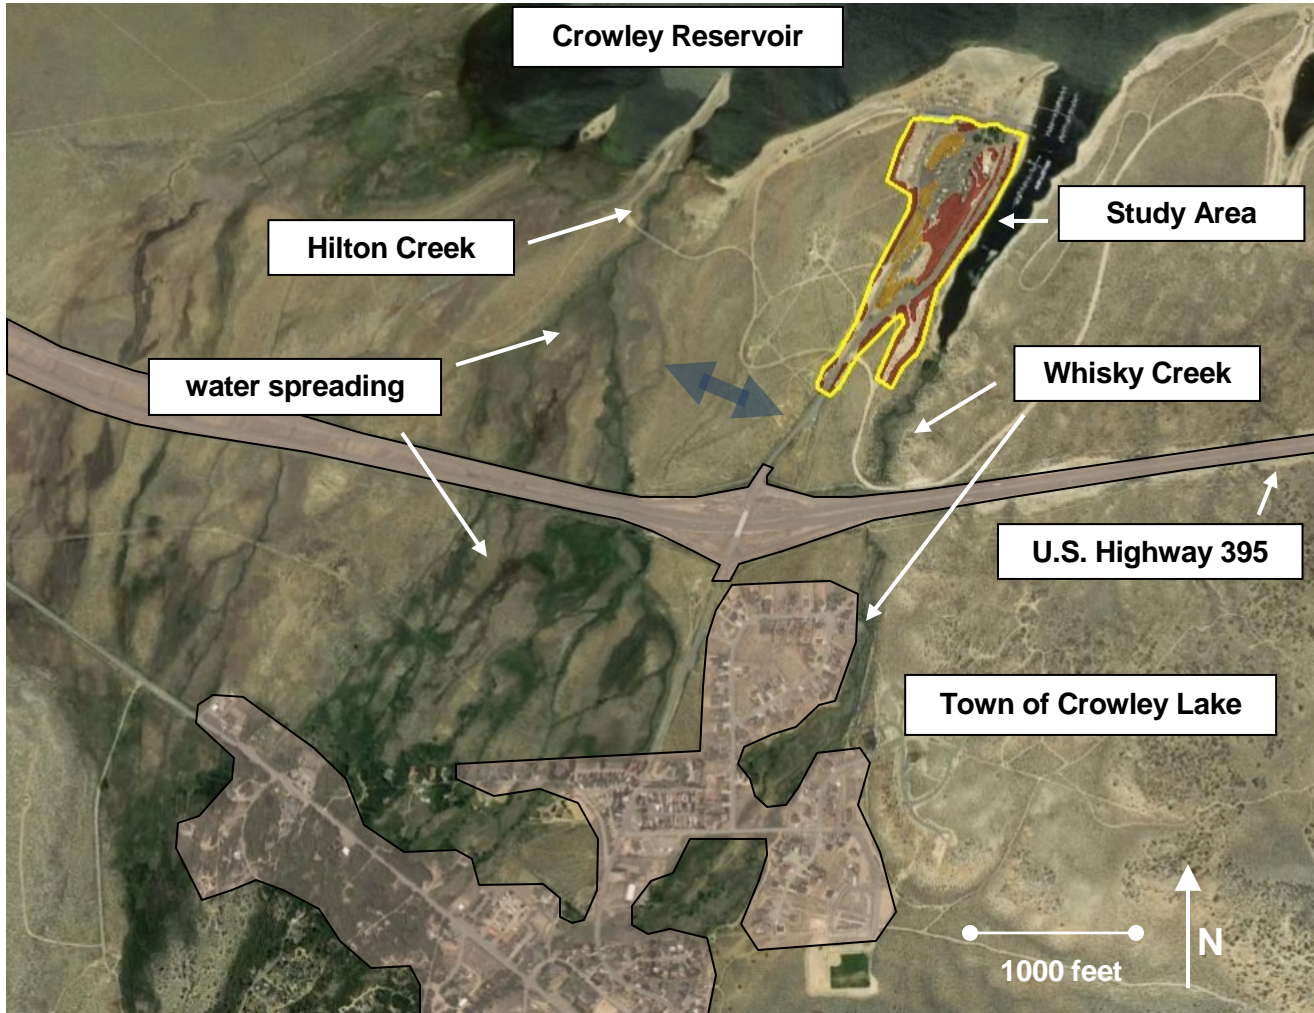 Crowley Reservoir
Study Area
Hilton Creek
water spreading
Whisky Creek
U.S. Highway 395
Town of Crowley Lake
1000 feet
N